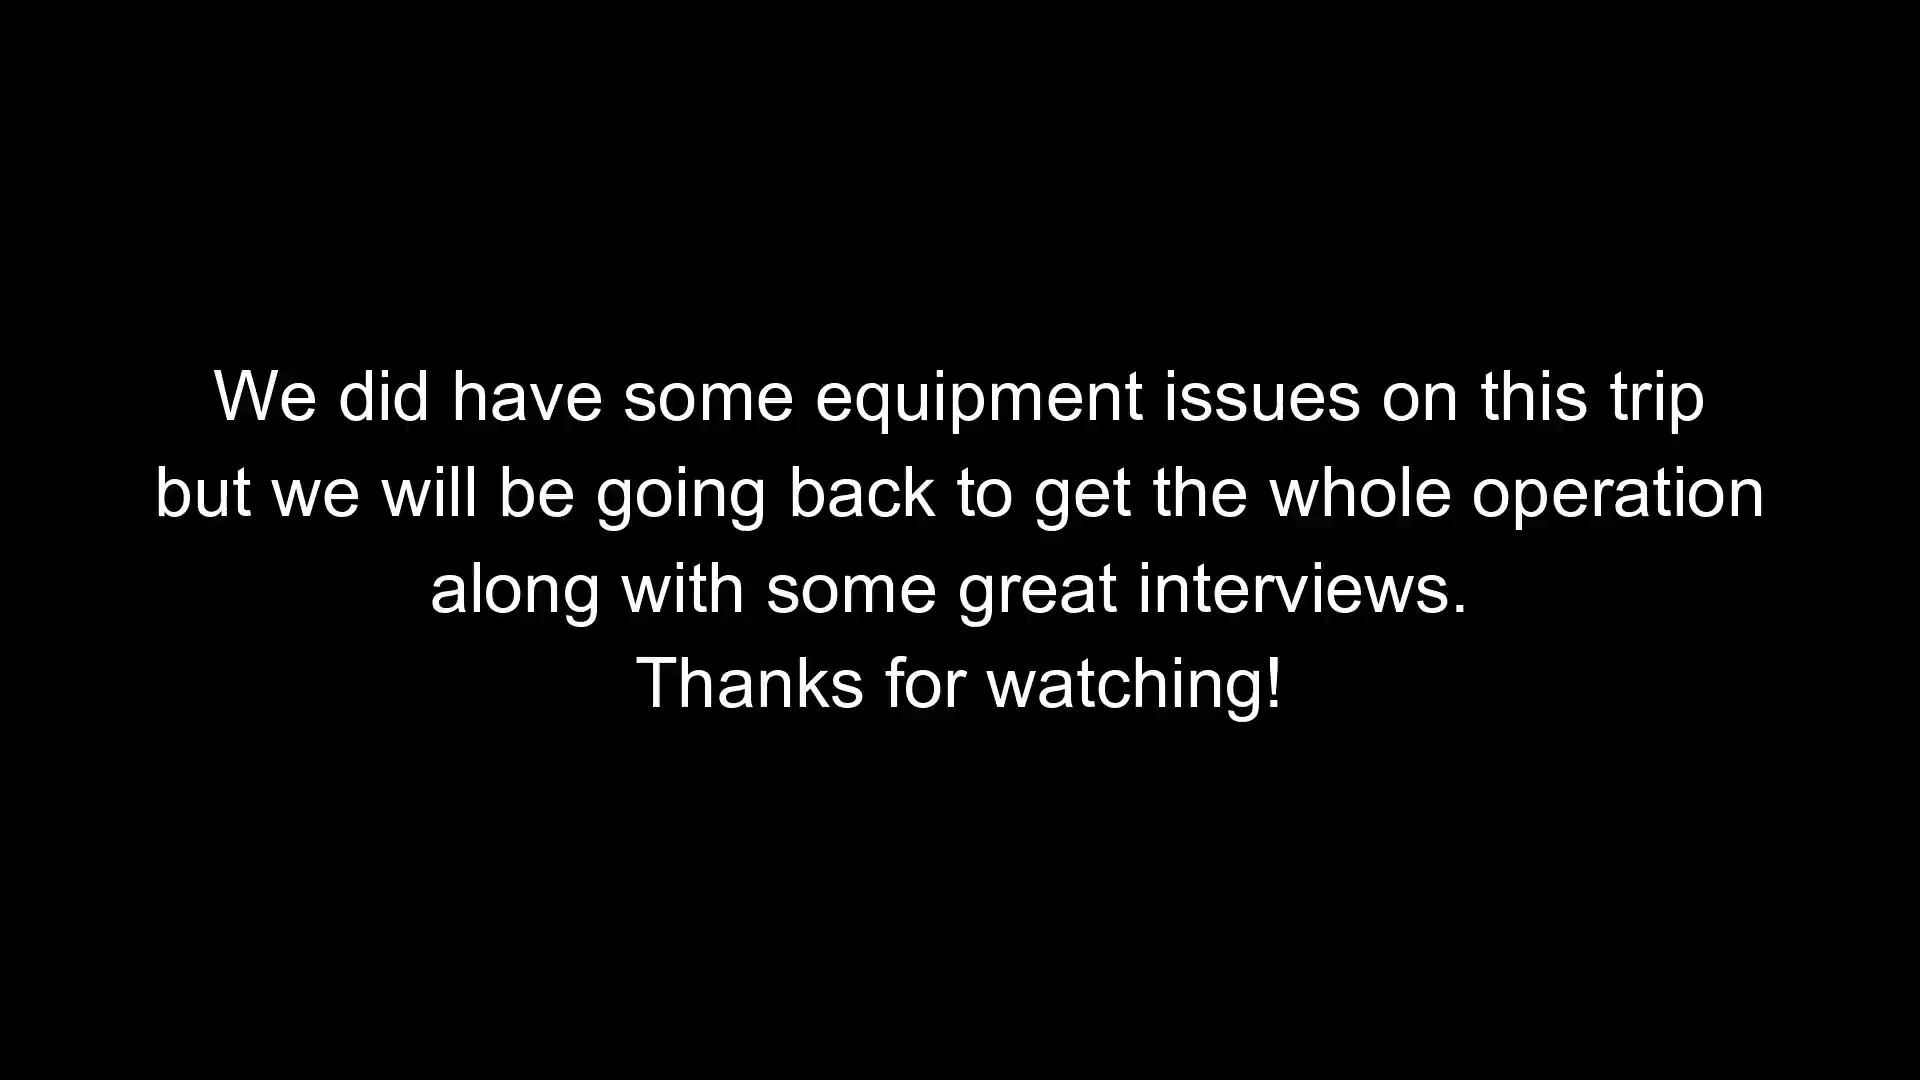 We did have some equipment issues on this trip
but we will be going back to get the whole operation
along with some great interviews.
Thanks for watching!